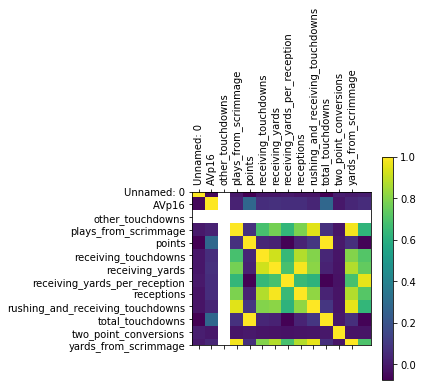 Unnamed: 0
AVp16
other_touchdowns
plays_from_scrimmage
points
receiving_touchdowns
receiving_yards
receiving_yards_per_reception
receptions
rushing_and_receiving_touchdowns
total_touchdowns
two_point_conversions
yards_from_scrimmage
Unnamed: 0
AVp16
other_touchdowns
plays_from_scrimmage
points
receiving_touchdowns
receiving_yards
receiving_yards_per_reception
receptions
rushing_and_receiving_touchdowns
total_touchdowns
two_point_conversions
yards_from_scrimmage
1.0
0.8
0.6
0.4
0.2
0.0